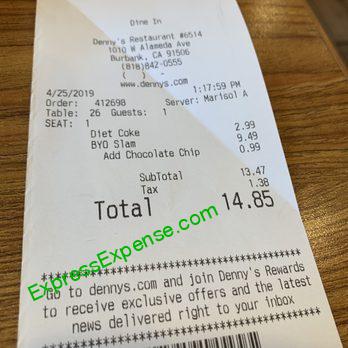 Dine In
Denny's Restaurant #6514
1010 W Alameda Ave
Burbank, CA 91506
(818)842-0555
( ) -
www.dennys.com
4/25/2019 1:17:59 PM
Order: 412698 Server: Marisol A
Table: 26 Guests: 1
SEAT: 1
Diet Coke 2.99
BYO Slam 9.49
Add Chocolate Chip 0.99
SubTotal 13.47
Tax 1.38
Total 14.85
ExpressExpense.com
Go to dennys.com and join Denny's Rewards
to receive exclusive offers and the latest
news delivered right to your inbox